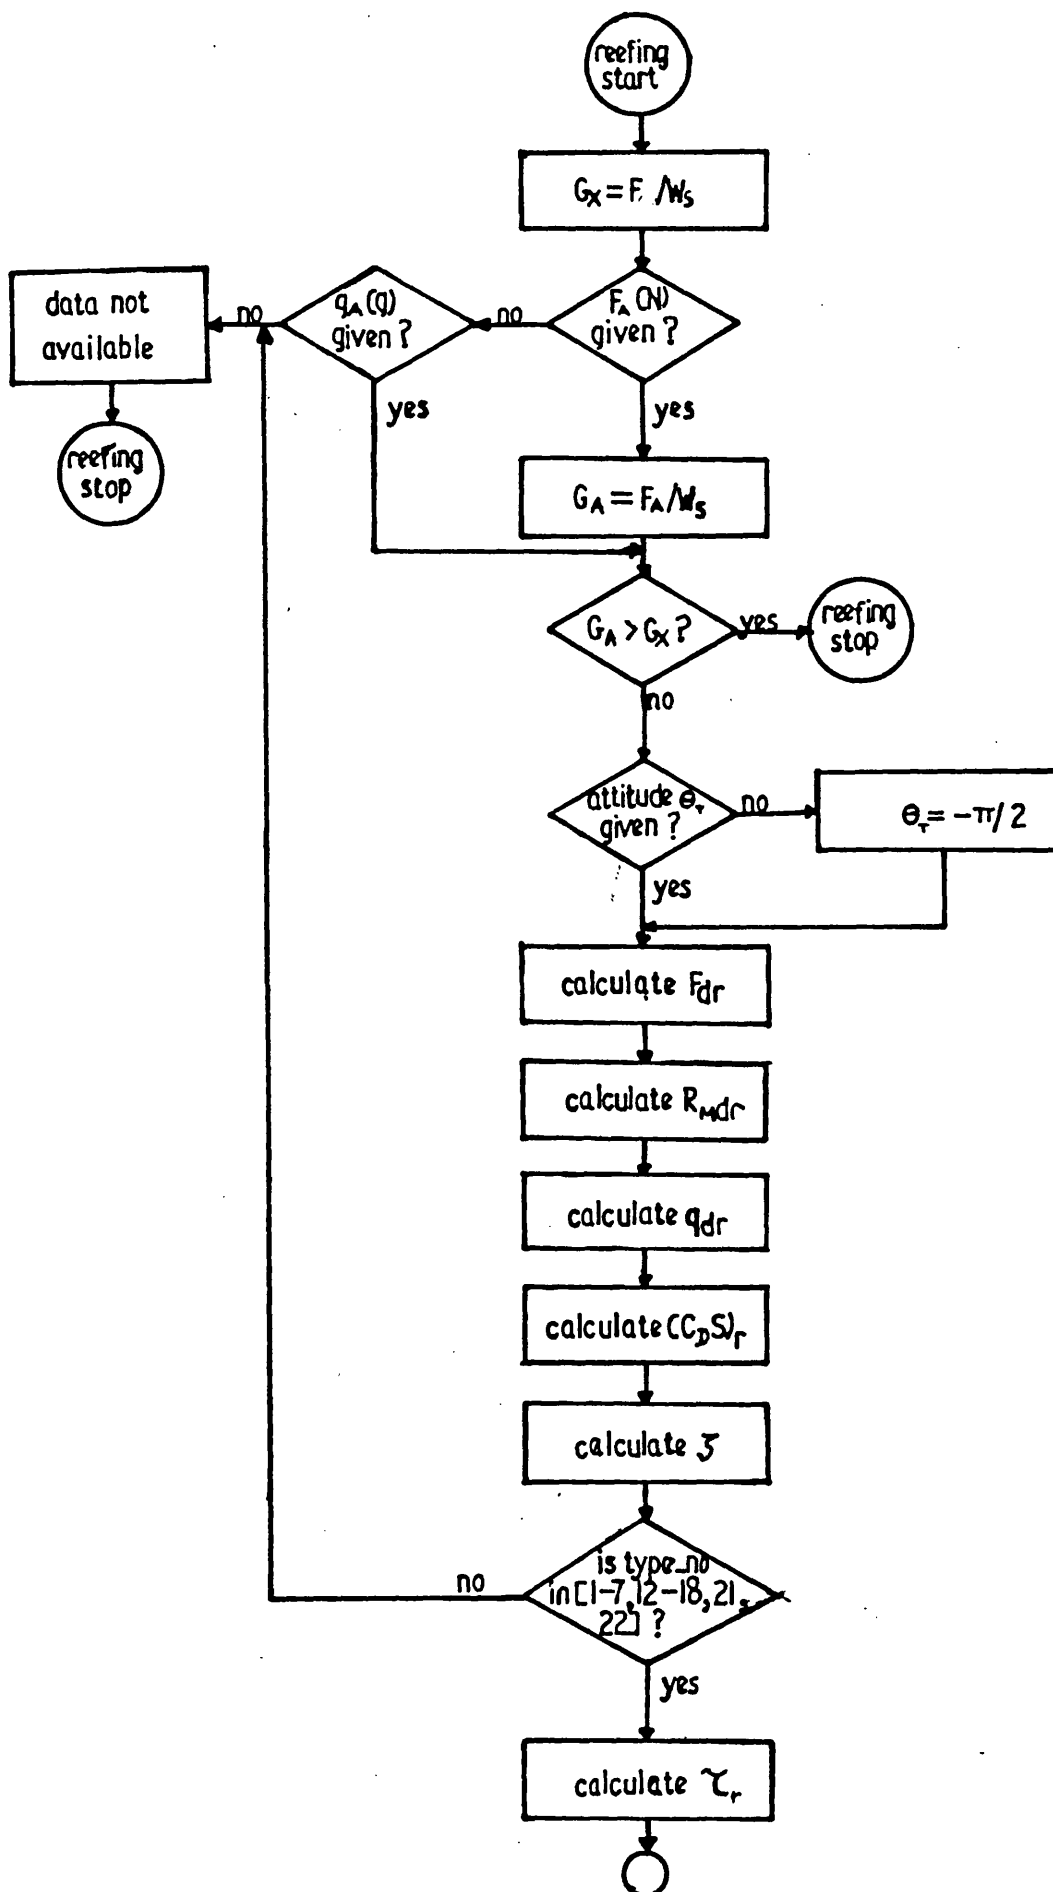 reefing
start
Gx = F /Ws
FA (N)
given ?
no
qA (g)
given ?
no
data not
available
reefing
stop
yes
yes
GA = FA/Ws
GA > Gx ?
yes
reefing
stop
no
attitude θT
given ?
no
θT = -π/2
yes
calculate Fdr
calculate RMdr
calculate qdr
calculate (CDS)r
calculate ζ
is type_no
in [1-7, 12-18, 21,
22] ?
no
yes
calculate τr